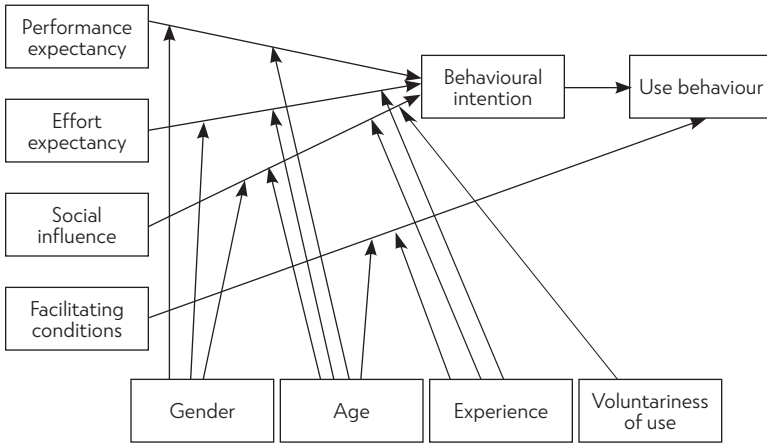 Performance
expectancy
Effort
expectancy
Social
influence
Facilitating
conditions
Behavioural
intention
Use behaviour
Gender
Age
Experience
Voluntariness
of use